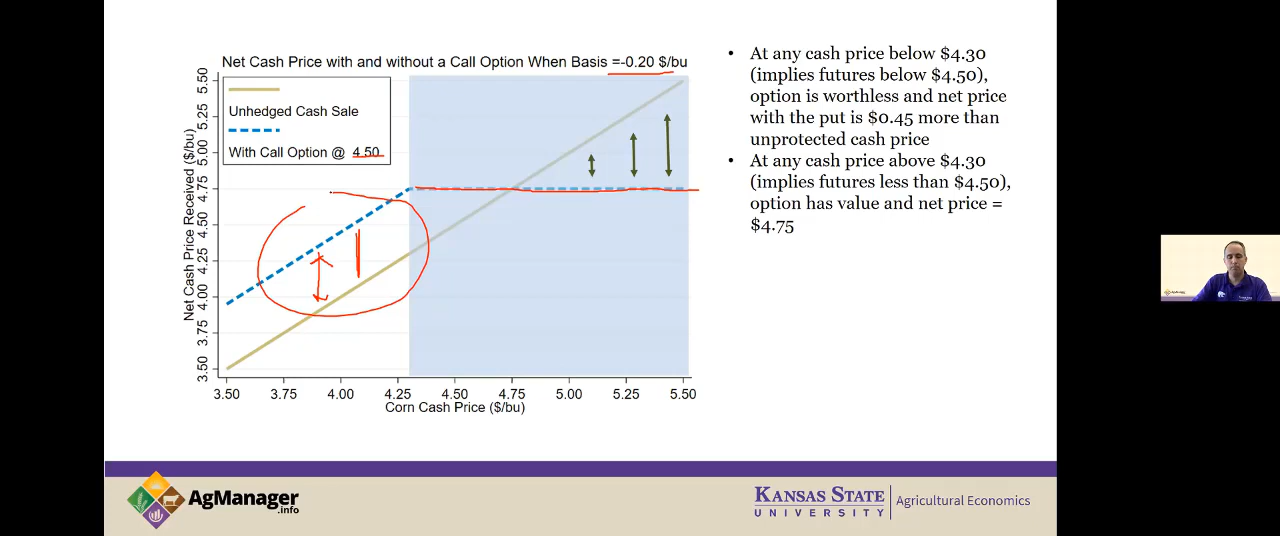 Net Cash Price with and without a Call Option When Basis =-0.20 $/bu
Unhedged Cash Sale
With Call Option @ 4.50
Net Cash Price Received ($/bu)
5.50
5.25
5.00
4.75
4.50
4.25
4.00
3.75
3.50
3.50 3.75 4.00 4.25 4.50 4.75 5.00 5.25 5.50
Corn Cash Price ($/bu)
• At any cash price below $4.30
(implies futures below $4.50),
option is worthless and net price
with the put is $0.45 more than
unprotected cash price
• At any cash price above $4.30
(implies futures less than $4.50),
option has value and net price =
$4.75
AgManager
.info
KANSAS STATE
UNIVERSITY
Agricultural Economics